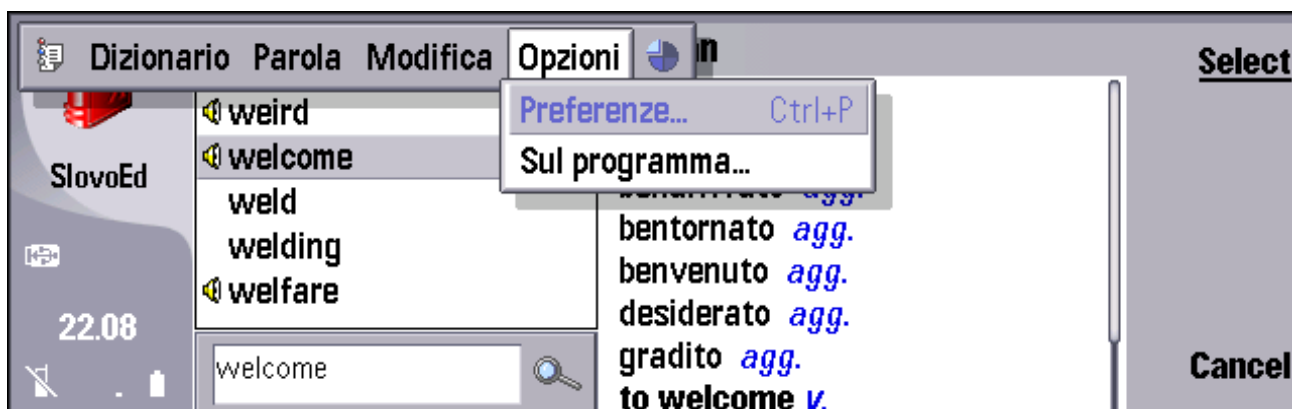 Dizionario Parola Modifica Opzioni
Select
Preferenze... Ctrl+P
Sul programma...
SlovoEd
22.08
weird
welcome
weld
welding
welfare
welcome
agg.
bentornato agg.
benvenuto agg.
desiderato agg.
gradito agg.
to welcome v.
Cancel